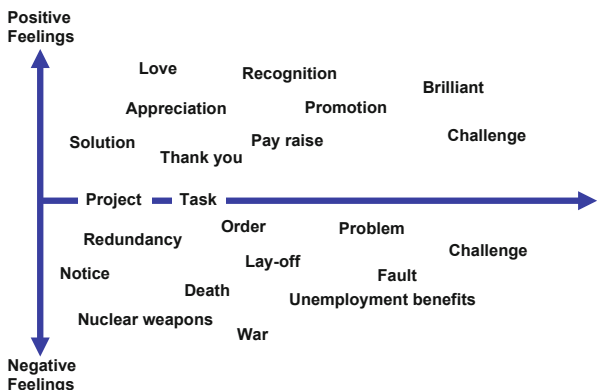 Positive
Feelings
Love
Recognition
Brilliant
Appreciation
Promotion
Solution
Pay raise
Challenge
Thank you
Project
Task
Order
Problem
Redundancy
Challenge
Lay-off
Notice
Fault
Death
Unemployment benefits
Nuclear weapons
War
Negative
Feelings